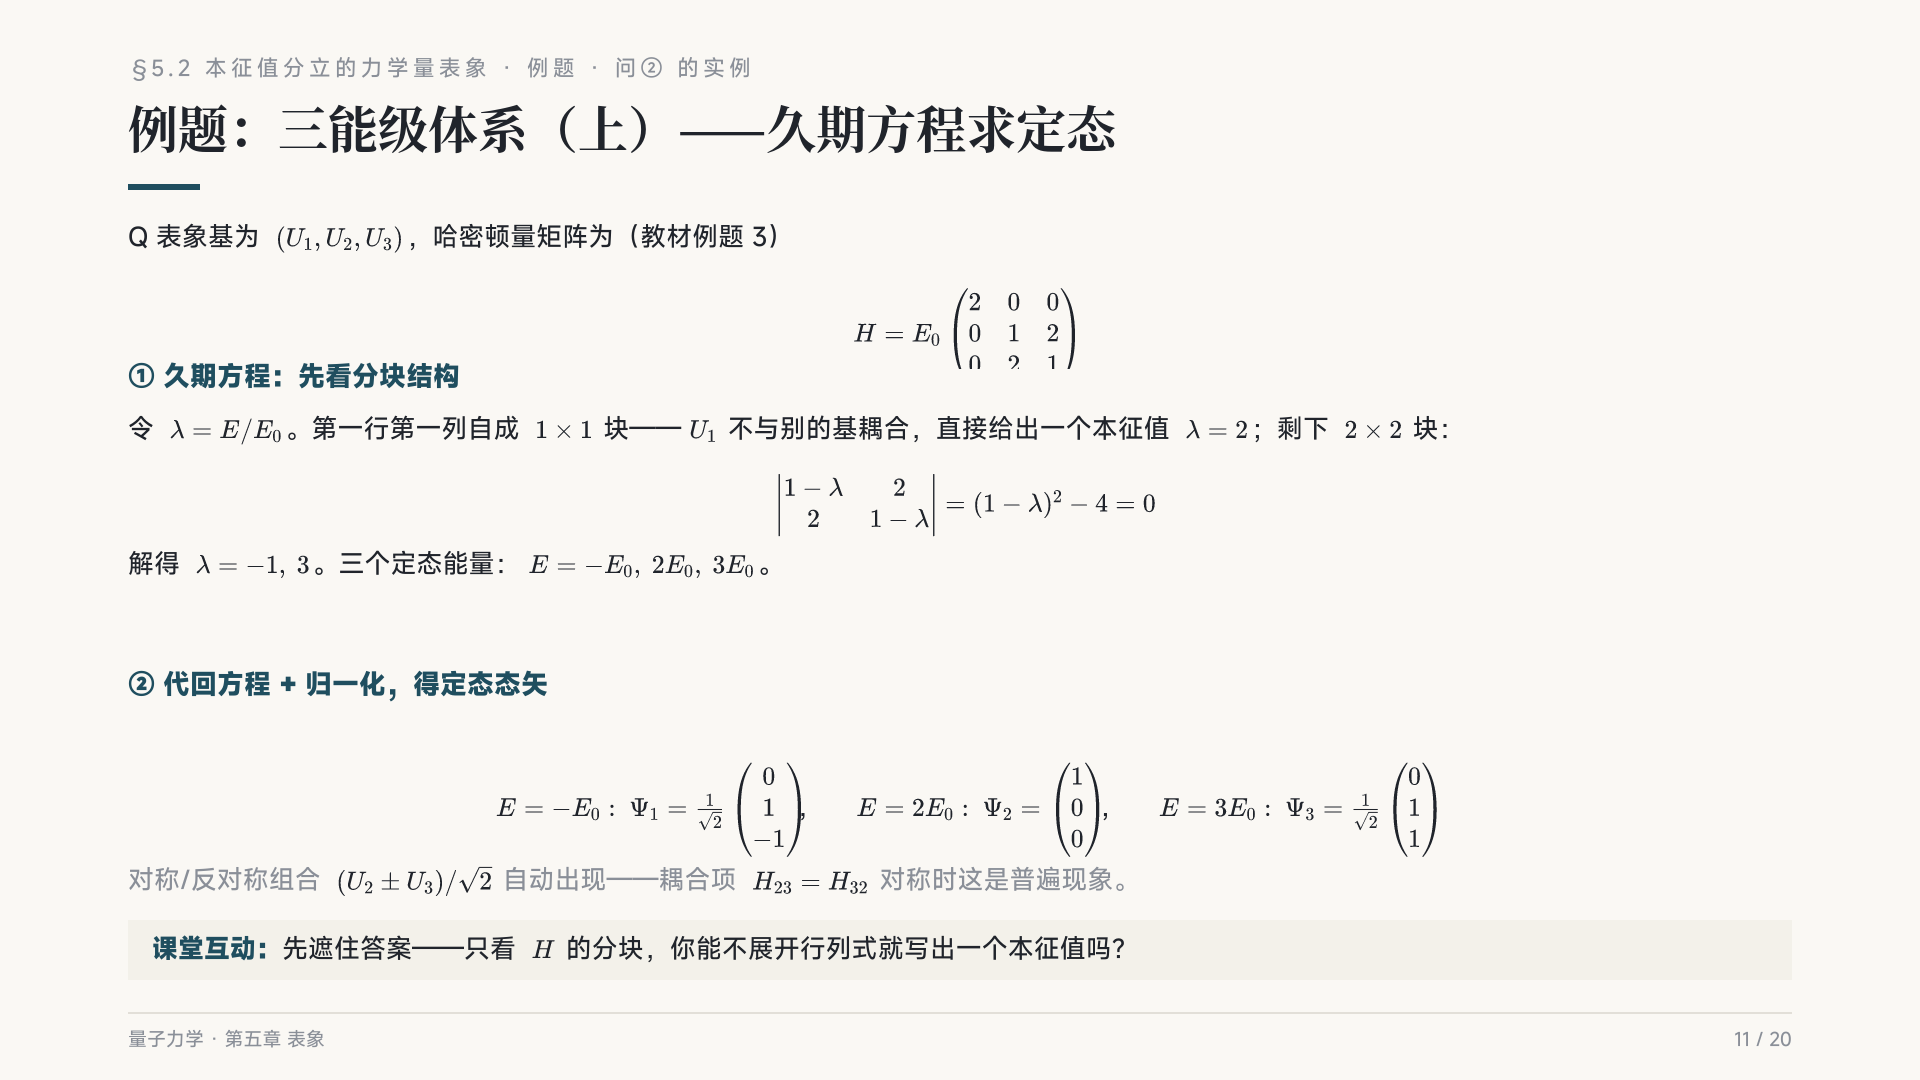 §5.2 本征值分立的力学量表象 · 例题 · 问② 的实例
例题：三能级体系（上）——久期方程求定态
Q 表象基为 (U₁, U₂, U₃)，哈密顿量矩阵为（教材例题 3）
H = E₀ ( 2 0 0
0 1 2
0 2 1 )
① 久期方程：先看分块结构
令 λ = E/E₀。第一行第一列自成 1 × 1 块—— U₁ 不与别的基耦合，直接给出一个本征值 λ = 2；剩下 2 × 2 块：
| 1 − λ 2
2 1 − λ | = (1 − λ)² − 4 = 0
解得 λ = −1, 3。三个定态能量： E = −E₀, 2E₀, 3E₀。
② 代回方程 + 归一化，得定态态矢
E = −E₀ : Ψ₁ = 1/√2 (0 1 −1), E = 2E₀ : Ψ₂ = (1 0 0), E = 3E₀ : Ψ₃ = 1/√2 (0 1 1)
对称/反对称组合 (U₂ ± U₃)/√2 自动出现——耦合项 H₂₃ = H₃₂ 对称时这是普遍现象。
课堂互动：先遮住答案——只看 H 的分块，你能不展开行列式就写出一个本征值吗？
量子力学 · 第五章 表象
11 / 20